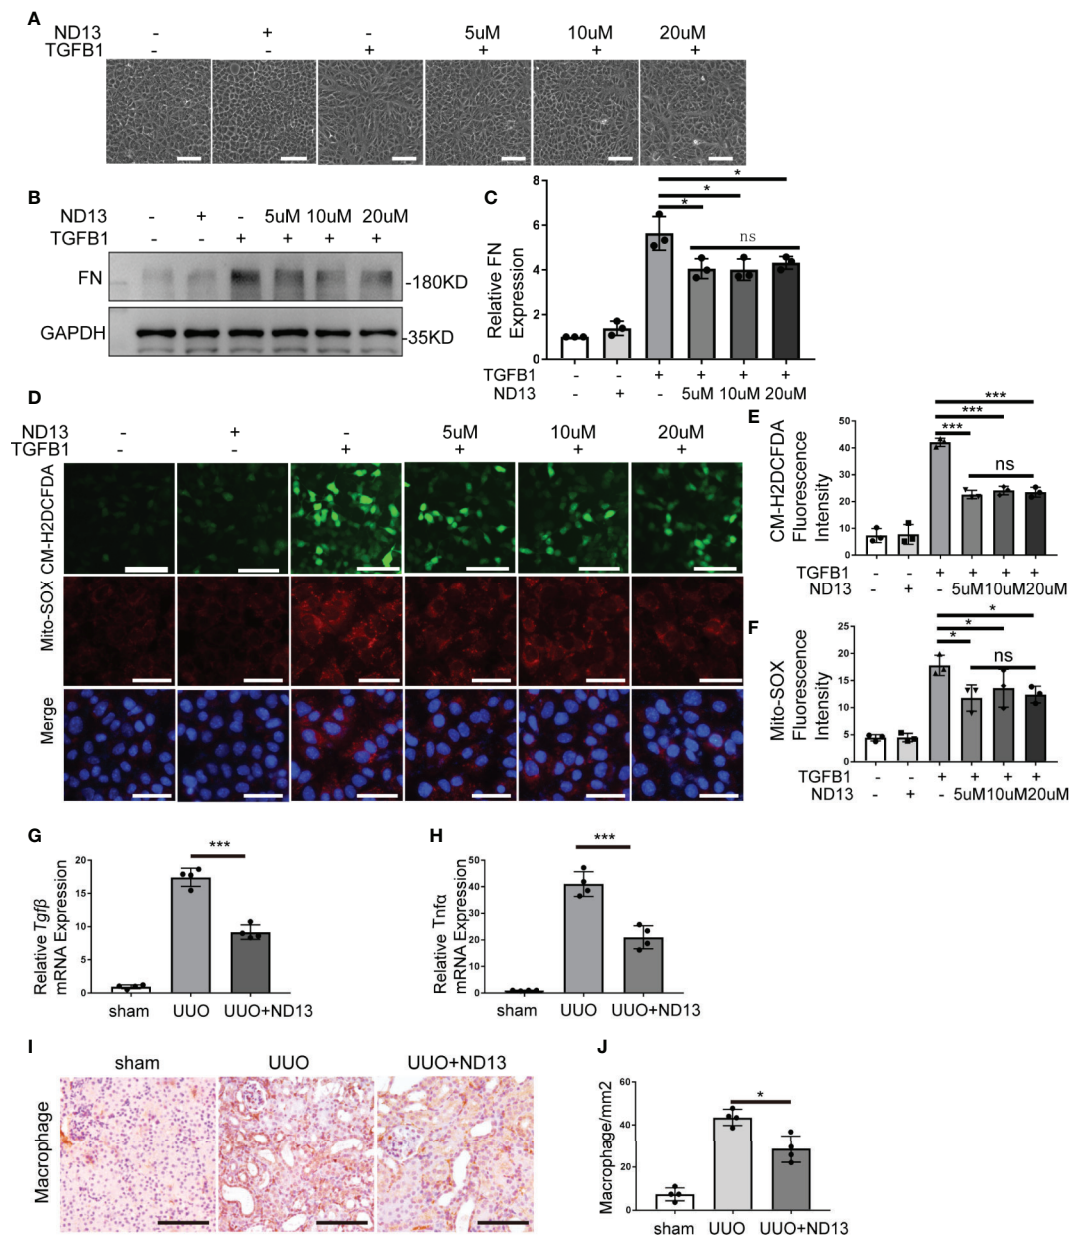 A
ND13 - + - 5uM 10uM 20uM
TGFB1 - - + + + +
B
ND13 - + - 5uM 10uM 20uM
TGFB1 - - + + + +
FN -180KD
GAPDH -35KD
C
Relative FN
Expression
8
6
4
2
0
* * *
ns
TGFB1 - - + + + +
ND13 - + - 5uM 10uM 20uM
D
ND13 - + - 5uM 10uM 20uM
TGFB1 - - + + + +
CM-H2DCFDA
Mito-SOX
Merge
E
CM-H2DCFDA
Fluorescence
Intensity
50
40
30
20
10
0
***
***
***
ns
TGFB1 - - + + + +
ND13 - + - 5uM10uM20uM
F
Mito-SOX
Fluorescence
Intensity
25
20
15
10
5
0
*
*
*
ns
TGFB1 - - + + + +
ND13 - + - 5uM10uM20uM
G
Relative Tgfβ
mRNA Expression
20
15
10
5
0
***
sham UUO UUO+ND13
H
Relative Tnfα
mRNA Expression
50
40
30
20
10
0
***
sham UUO UUO+ND13
I
sham UUO UUO+ND13
Macrophage
J
Macrophage/mm2
60
40
20
0
*
sham UUO UUO+ND13